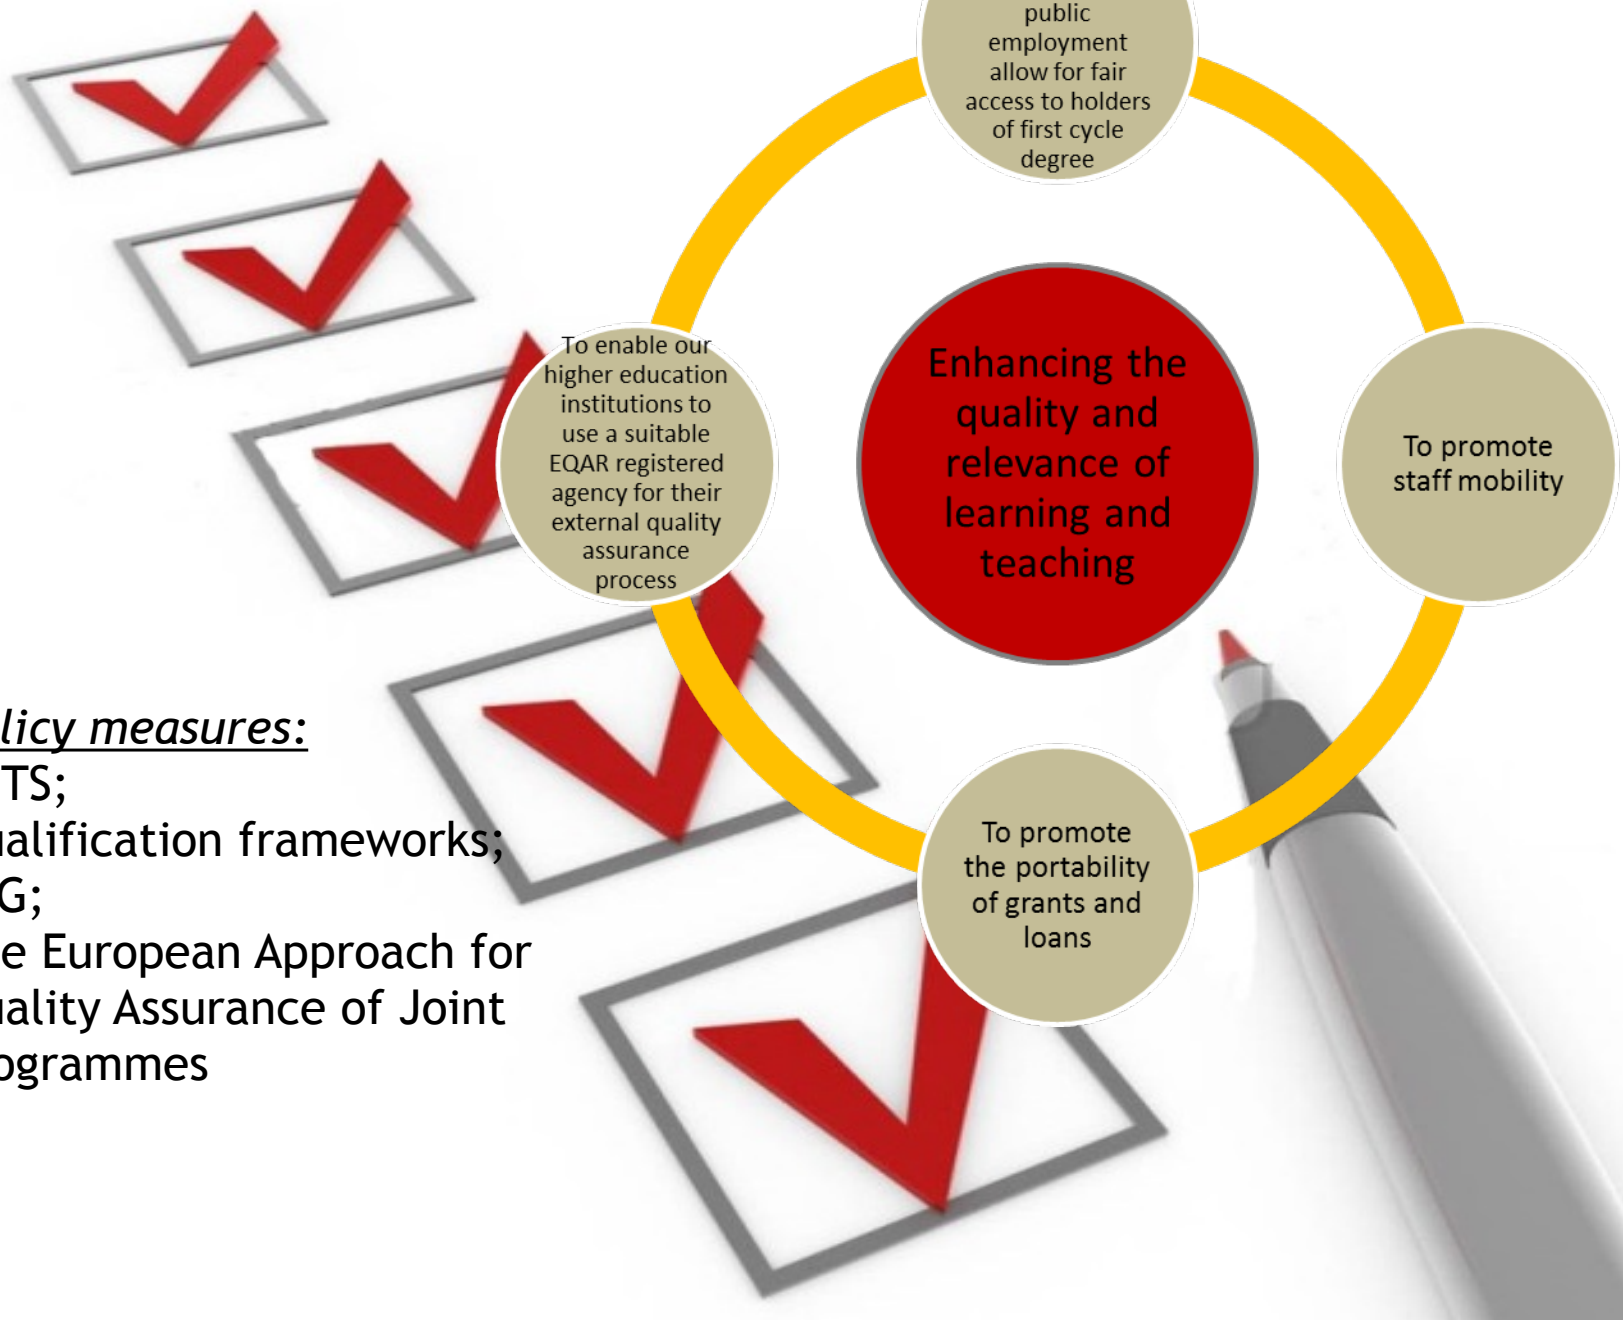 public
employment
allow for fair
access to holders
of first cycle
degree
Enhancing the
quality and
relevance of
learning and
teaching
To promote
staff mobility
To promote
the portability
of grants and
loans
To enable our
higher education
institutions to
use a suitable
EQAR registered
agency for their
external quality
assurance
process
licy measures:
TS;
ualification frameworks;
G;
e European Approach for
uality Assurance of Joint
ogrammes